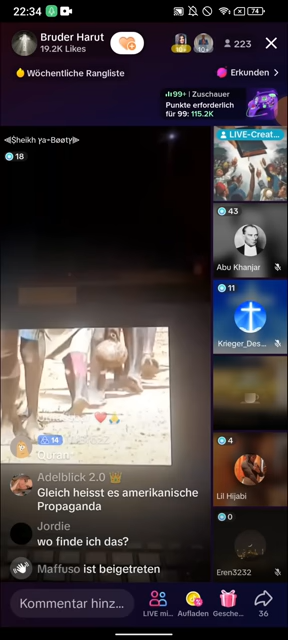 22:34
74
Bruder Harut
19.2K Likes
223
Wöchentliche Rangliste
Erkunden
99+ | Zuschauer
Punkte erforderlich
für 99: 115.2K
LIVE-Creat...
18
43
Abu Khanjar
11
Krieger_Des...
14
Quran
Adelblick 2.0
Gleich heisst es amerikanische
Propaganda
4
Lil Hijabi
Jordie
wo finde ich das?
0
Eren3232
Maffuso ist beigetreten
Kommentar hinz...
LIVE mi...
Aufladen
Gesche...
36